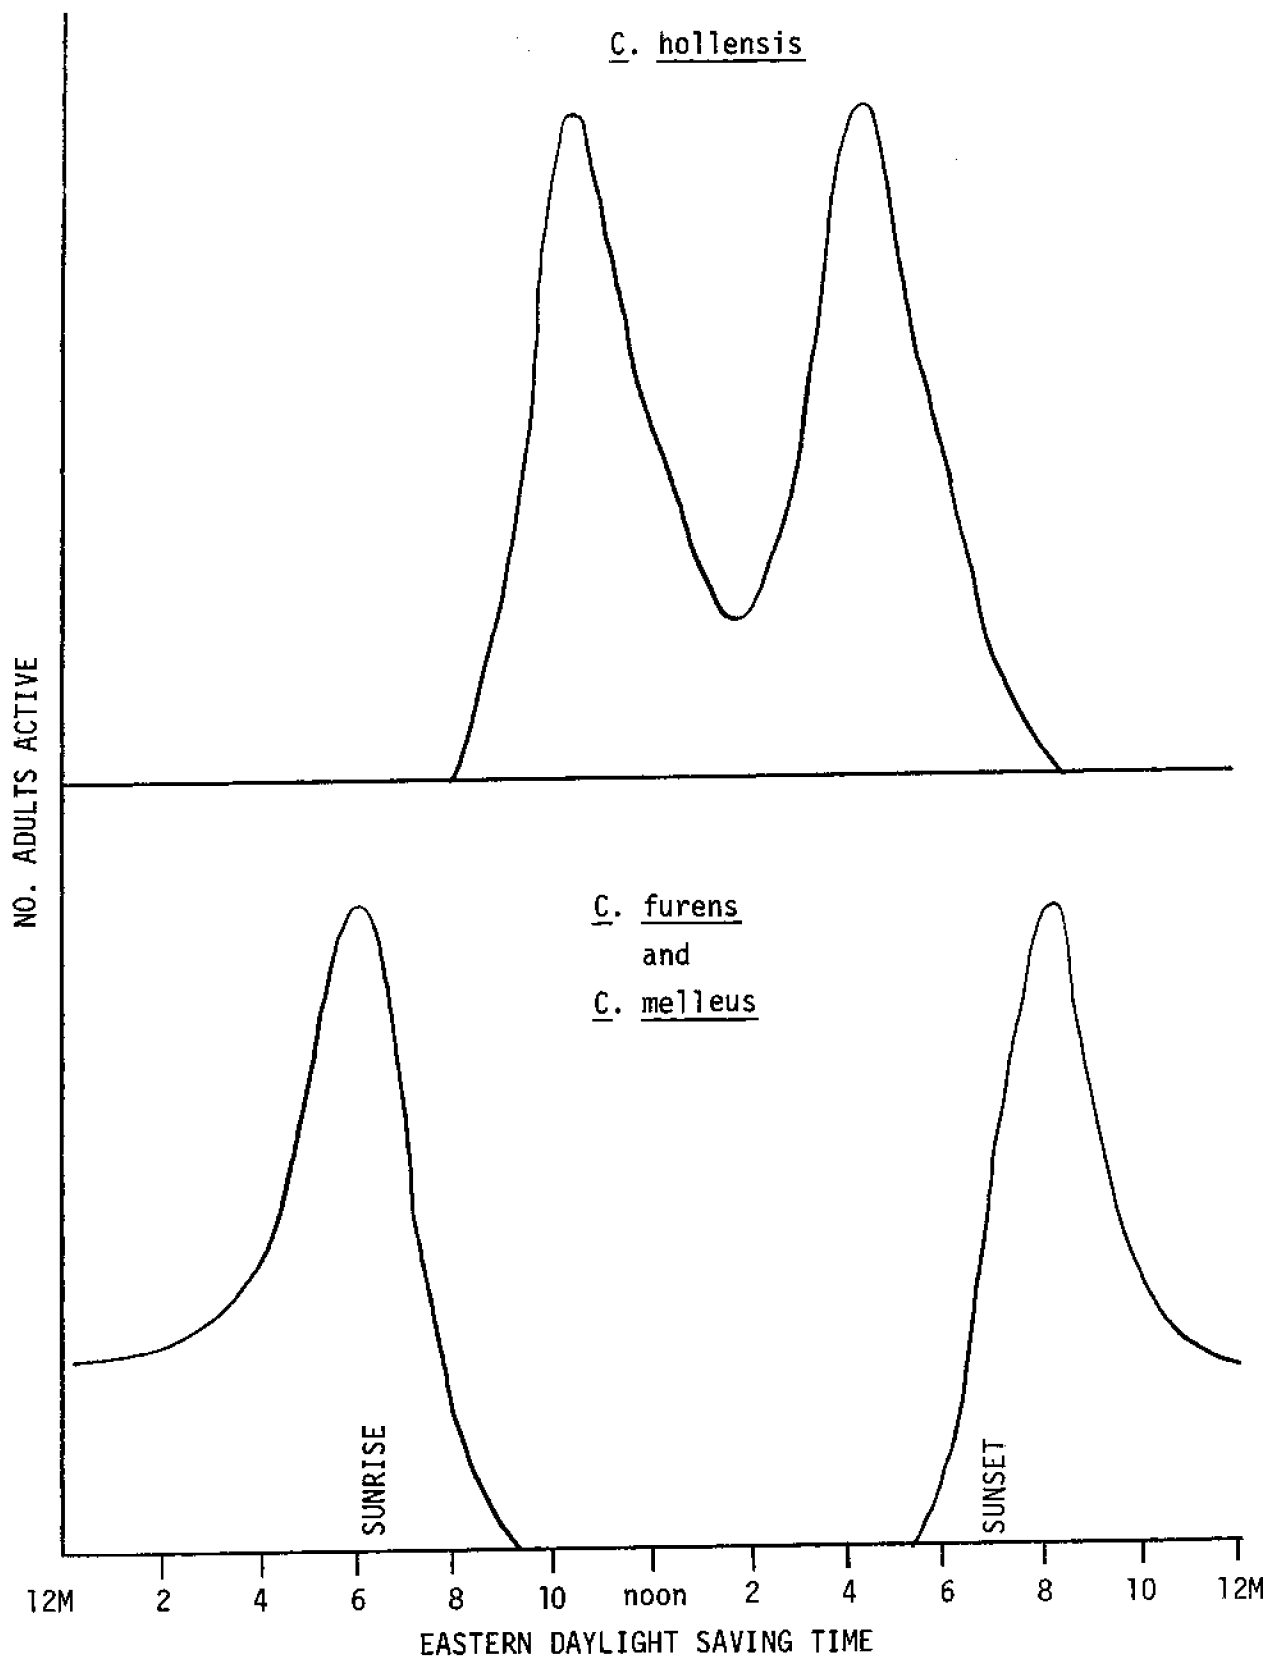 C. hollensis
NO. ADULTS ACTIVE
C. furens
and
C. melleus
SUNRISE
SUNSET
12M 2 4 6 8 10 noon 2 4 6 8 10 12M
EASTERN DAYLIGHT SAVING TIME